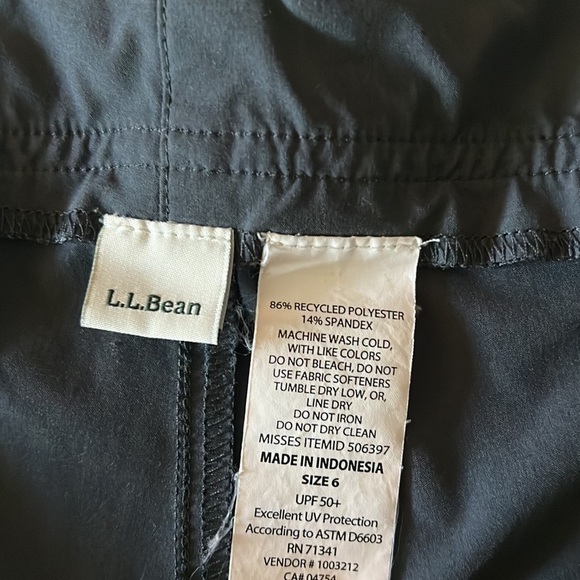 L.L.Bean
86% RECYCLED POLYESTER
14% SPANDEX
MACHINE WASH COLD,
WITH LIKE COLORS
DO NOT BLEACH, DO NOT
USE FABRIC SOFTENERS
TUMBLE DRY LOW, OR,
LINE DRY
DO NOT IRON
DO NOT DRY CLEAN
MISSES ITEMID 506397
MADE IN INDONESIA
SIZE 6
UPF 50+
Excellent UV Protection
According to ASTM D6603
RN 71341
VENDOR # 1003212
CA# 04754